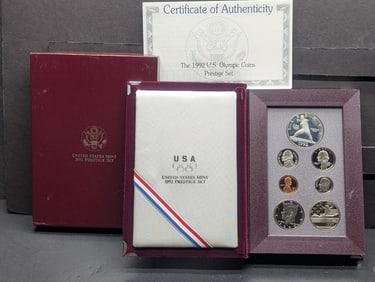 Certificate of Authenticity
The 1992 U.S. Olympic Coins
Prestige Set
UNITED STATES MINT
1992 PRESTIGE SET
USA
UNITED STATES MINT
1992 PRESTIGE SET
1992